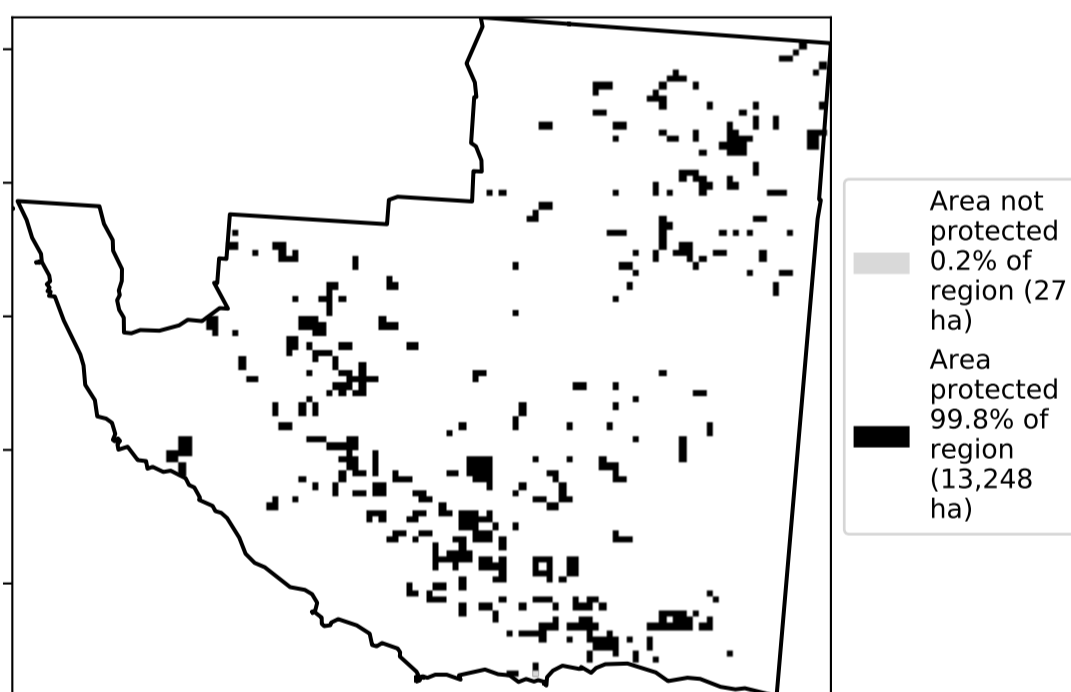 Area not
protected
0.2% of
region (27
ha)
Area
protected
99.8% of
region
(13,248
ha)